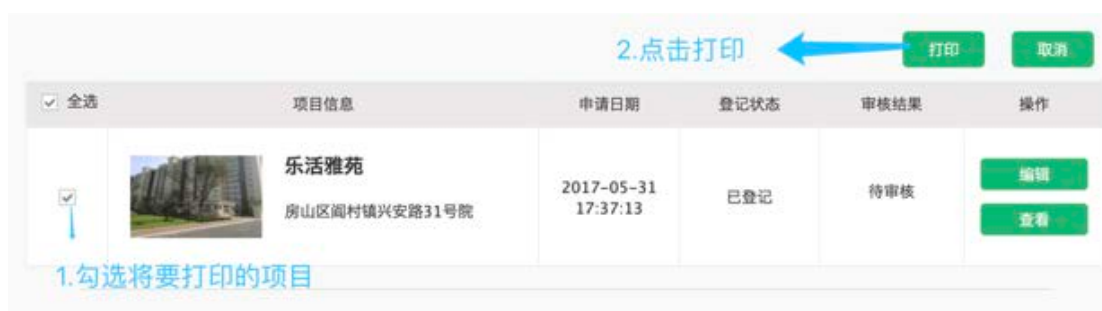 2.点击打印
打印
取消
全选
项目信息
申请日期
登记状态
审核结果
操作
乐活雅苑
房山区阎村镇兴安路31号院
2017-05-31
17:37:13
已登记
待审核
编辑
查看
1.勾选将要打印的项目